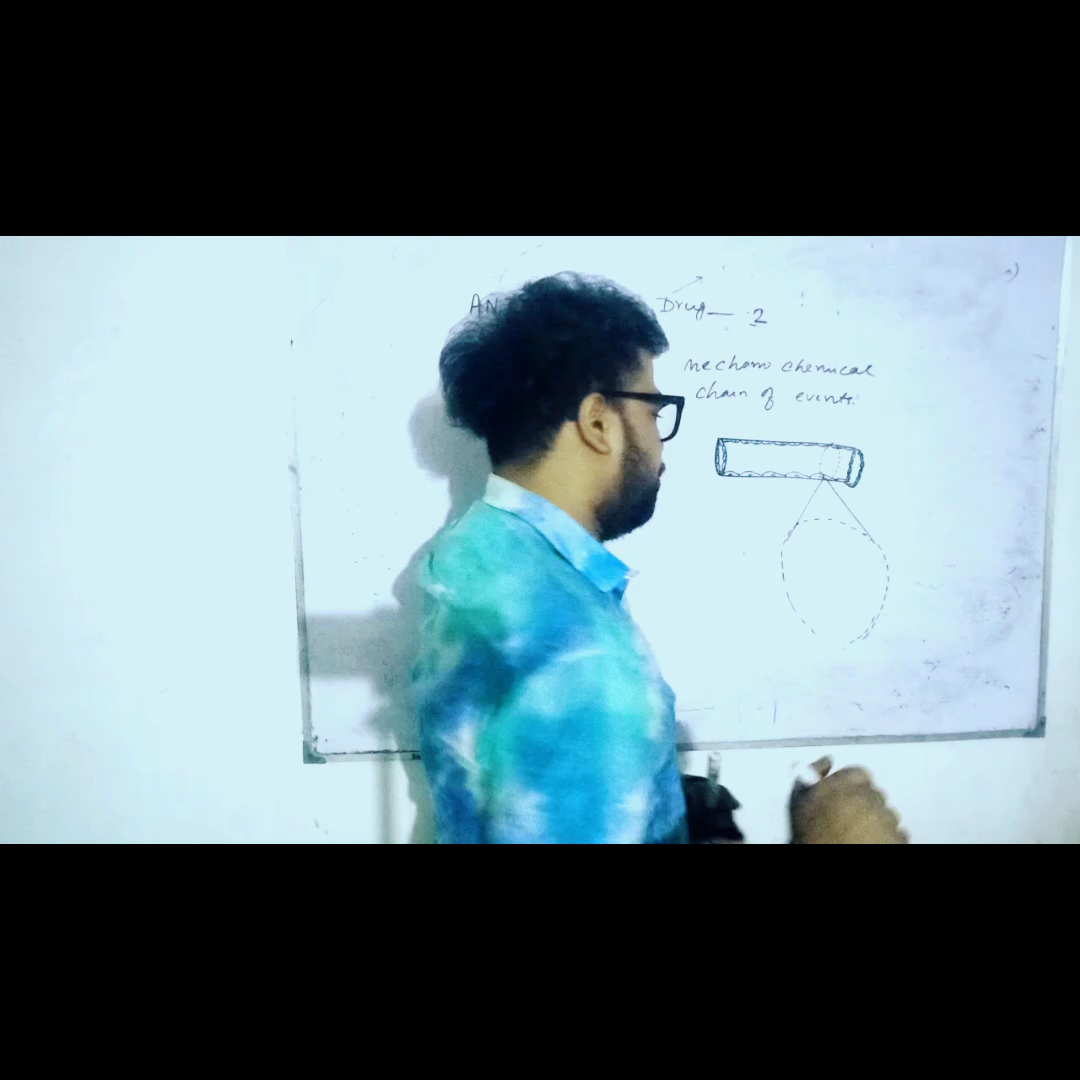 AN Drug — 2
mechano chemical
chain of events.